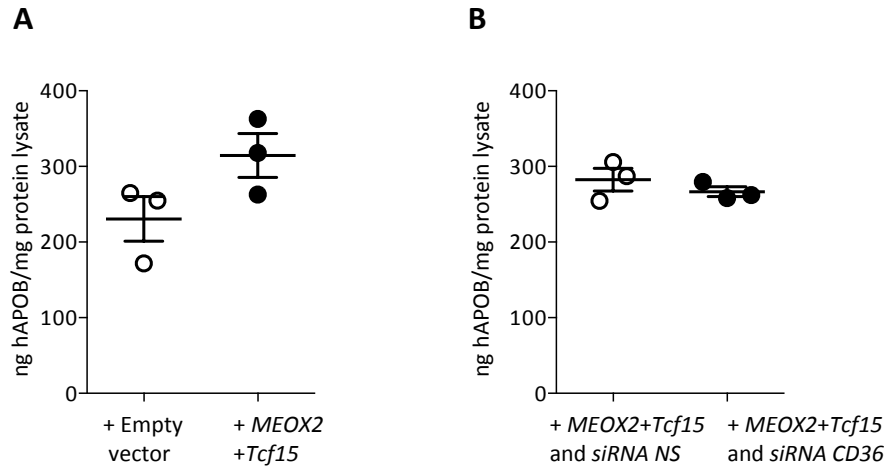 A
ng hAPOB/mg protein lysate
400
300
200
100
0
+ Empty
vector
+ MEOX2
+Tcf15
B
ng hAPOB/mg protein lysate
400
300
200
100
0
+ MEOX2+Tcf15
and siRNA NS
+ MEOX2+Tcf15
and siRNA CD36